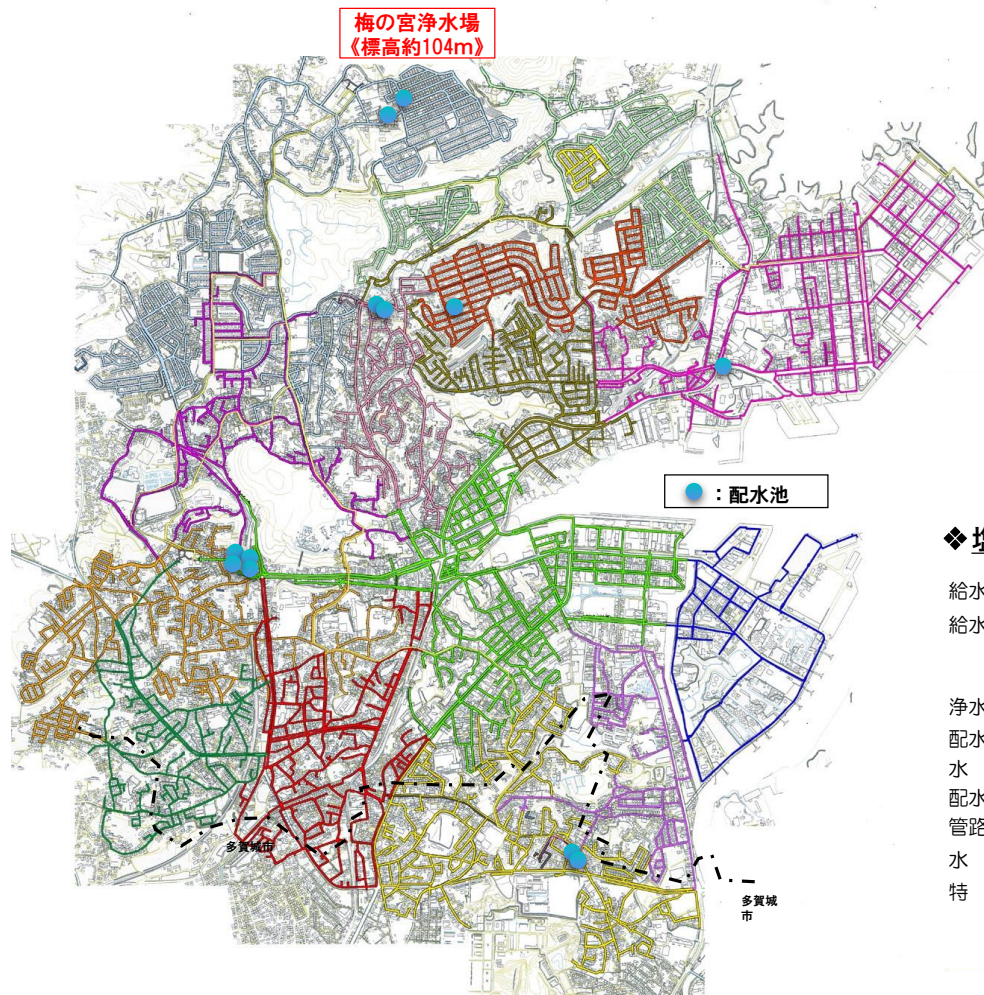 梅の宮浄水場
《標高約104m》
:配水池
❖塩
給水
給水
浄水
配水
水
配水
管路
水
特
多賀城市
多賀城
市